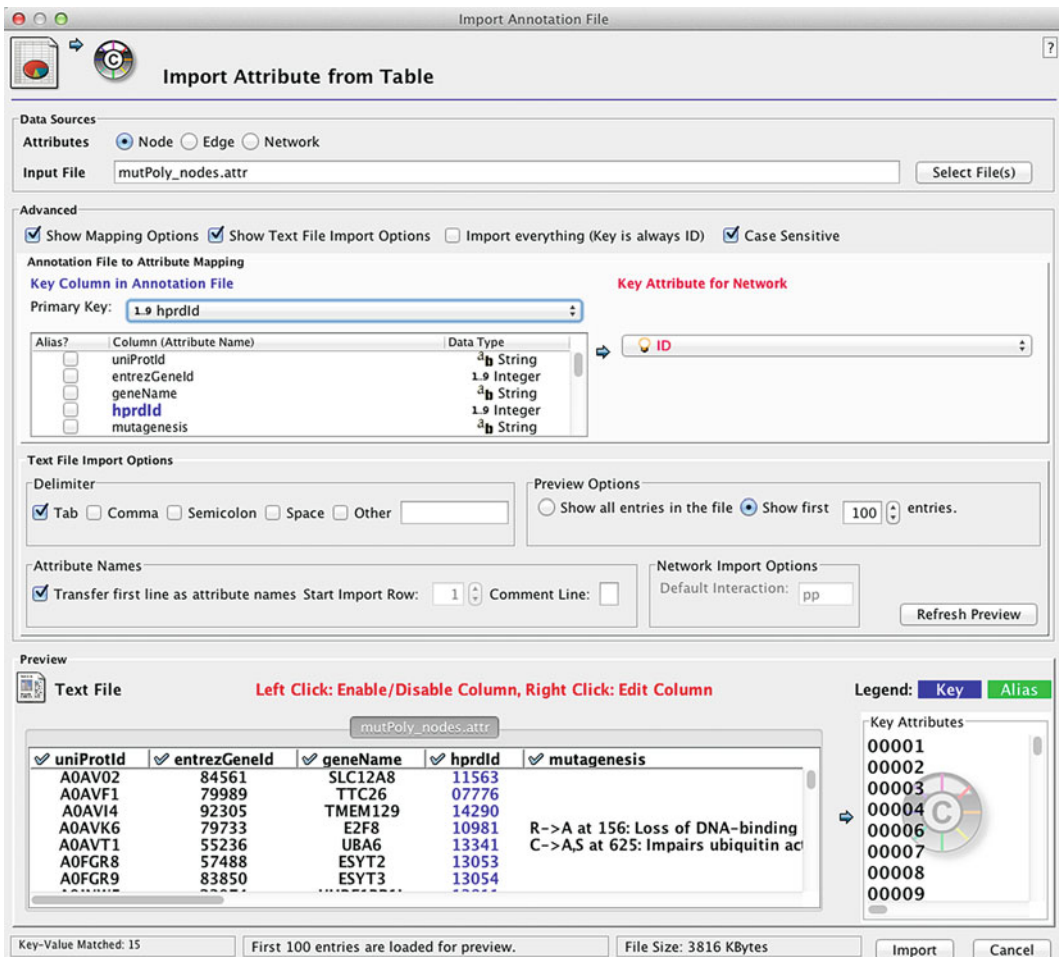 Import Annotation File
?
C
Import Attribute from Table
Data Sources
Attributes Node Edge Network
Input File mutPoly_nodes.attr Select File(s)
Advanced
Show Mapping Options Show Text File Import Options Import everything (Key is always ID) Case Sensitive
Annotation File to Attribute Mapping
Key Column in Annotation File Key Attribute for Network
Primary Key: 1..9 hprdId
ID
Alias? Column (Attribute Name) Data Type
uniProtId ab String
entrezGeneId 1..9 Integer
geneName ab String
hprdId 1..9 Integer
mutagenesis ab String
Text File Import Options
Delimiter
Tab Comma Semicolon Space Other
Preview Options
Show all entries in the file Show first 100 entries.
Attribute Names
Transfer first line as attribute names Start Import Row: 1 Comment Line:
Network Import Options
Default Interaction: pp
Refresh Preview
Preview
Text File Left Click: Enable/Disable Column, Right Click: Edit Column Legend: Key Alias
mutPoly_nodes.attr
uniProtId entrezGeneId geneName hprdId mutagenesis
A0AV02 84561 SLC12A8 11563
A0AVF1 79989 TTC26 07776
A0AVI4 92305 TMEM129 14290
A0AVK6 79733 E2F8 10981 R->A at 156: Loss of DNA-binding
A0AVT1 55236 UBA6 13341 C->A,S at 625: Impairs ubiquitin act
A0FGR8 57488 ESYT2 13053
A0FGR9 83850 ESYT3 13054
Key Attributes
00001
00002
00003
00004
00006
00007
00008
00009
C
Key-Value Matched: 15 First 100 entries are loaded for preview. File Size: 3816 KBytes Import Cancel